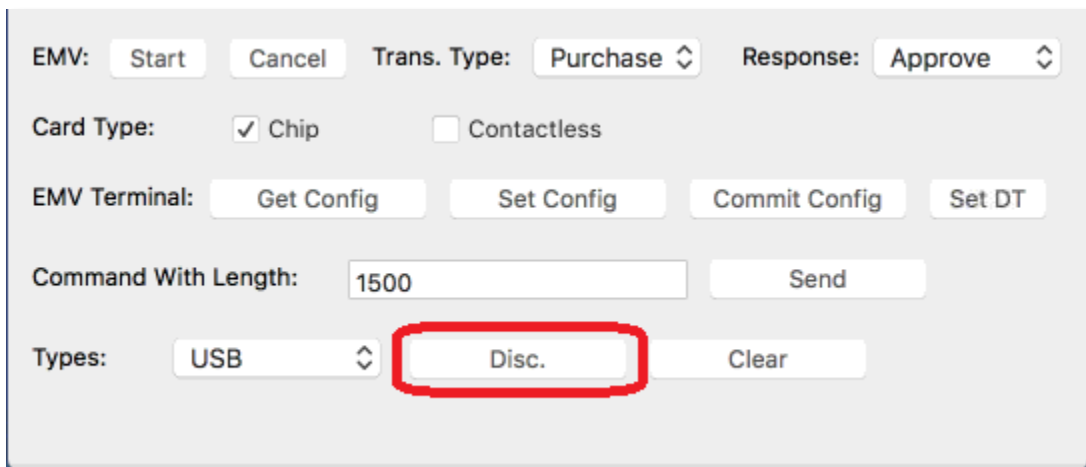 EMV: Start Cancel Trans. Type: Purchase Response: Approve
Card Type: Chip Contactless
EMV Terminal: Get Config Set Config Commit Config Set DT
Command With Length: 1500 Send
Types: USB Disc. Clear